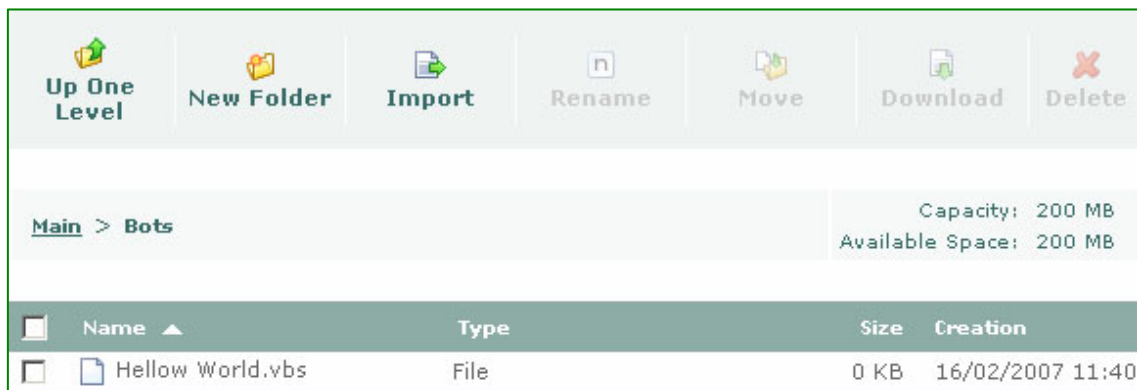 Up One
Level
New Folder
Import
n
Rename
Move
Download
Delete
Main > Bots
Capacity: 200 MB
Available Space: 200 MB
Name Type Size Creation
Hellow World.vbs File 0 KB 16/02/2007 11:40